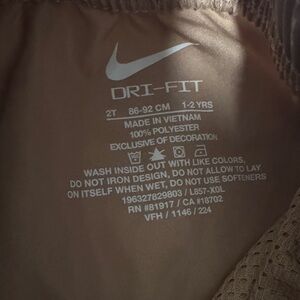 DRI-FIT
2T 86-92 CM 1-2 YRS
MADE IN VIETNAM
100% POLYESTER
EXCLUSIVE OF DECORATION
WASH INSIDE OUT WITH LIKE COLORS,
DO NOT IRON DESIGN, DO NOT ALLOW TO LAY
ON ITSELF WHEN WET, DO NOT USE SOFTENERS
196327829803 / L857-X0L
RN #81917 / CA #18702
VFH / 1146 / 224